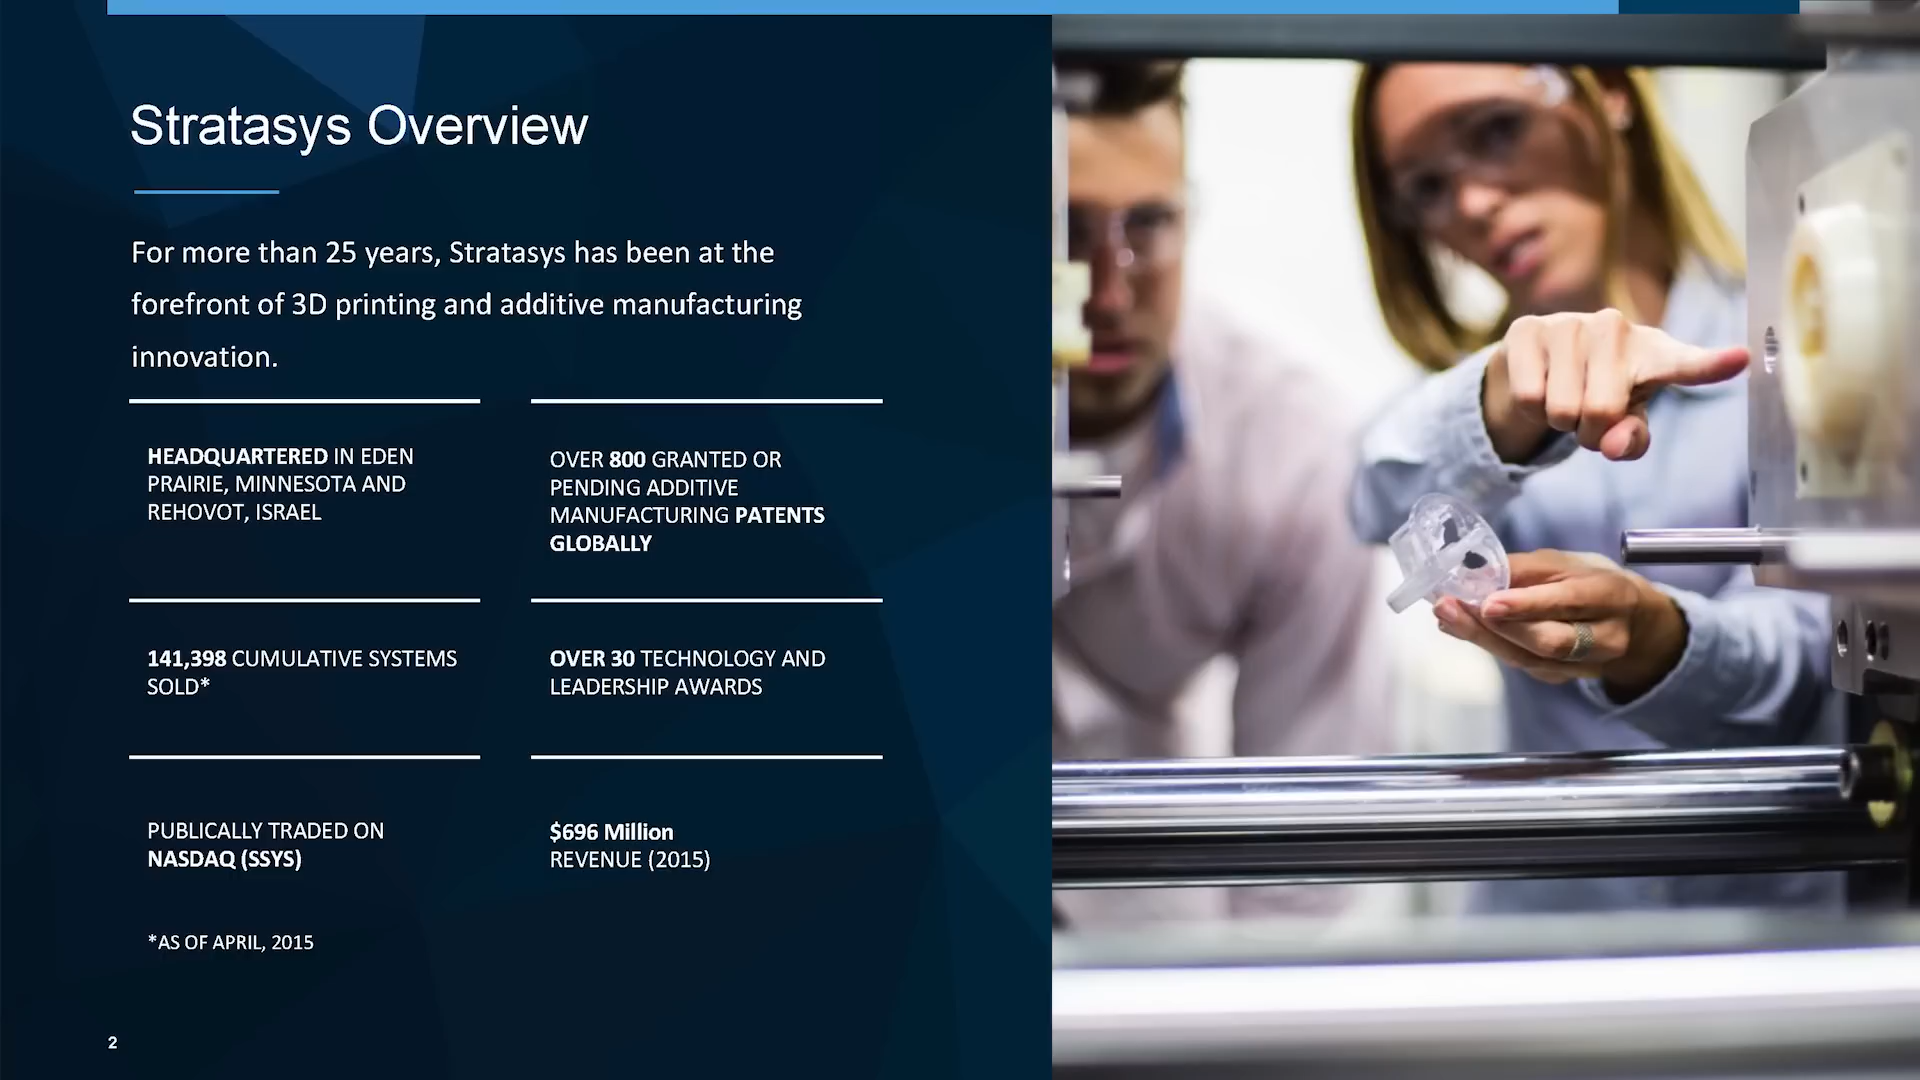 Stratasys Overview
For more than 25 years, Stratasys has been at the
forefront of 3D printing and additive manufacturing
innovation.
HEADQUARTERED IN EDEN
PRAIRIE, MINNESOTA AND
REHOVOT, ISRAEL
OVER 800 GRANTED OR
PENDING ADDITIVE
MANUFACTURING PATENTS
GLOBALLY
141,398 CUMULATIVE SYSTEMS
SOLD*
OVER 30 TECHNOLOGY AND
LEADERSHIP AWARDS
PUBLICALLY TRADED ON
NASDAQ (SSYS)
$696 Million
REVENUE (2015)
*AS OF APRIL, 2015
2